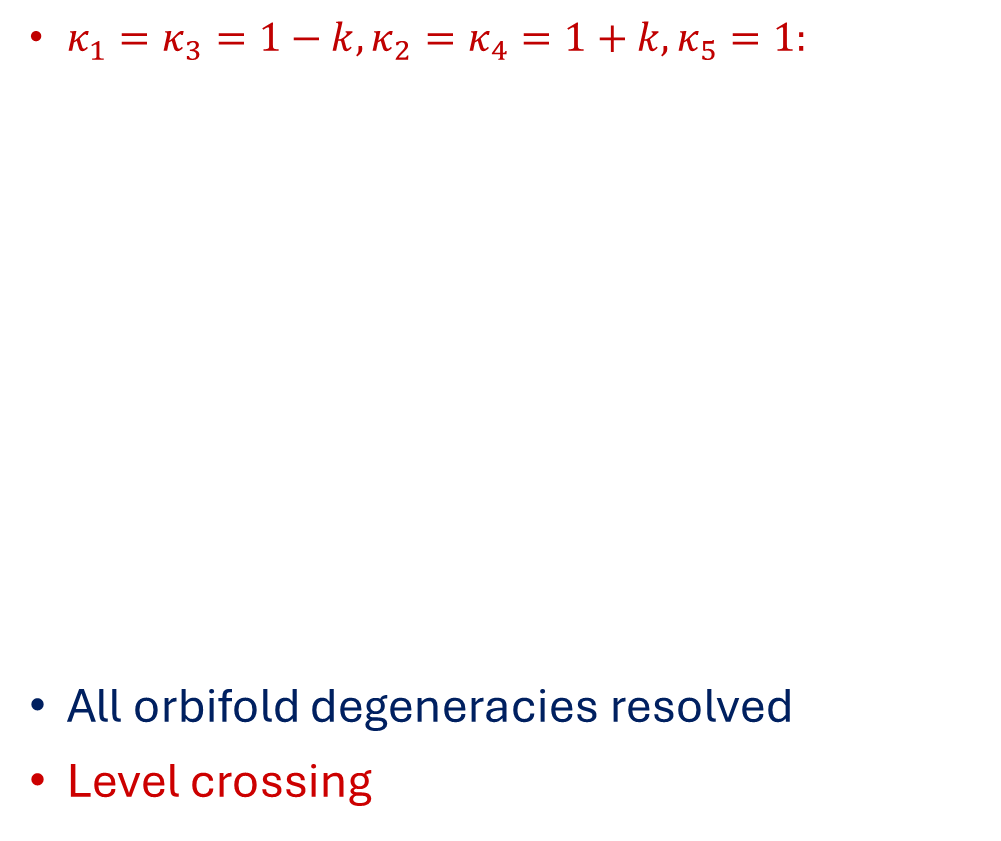 • κ₁ = κ₃ = 1 − k, κ₂ = κ₄ = 1 + k, κ₅ = 1:
• All orbifold degeneracies resolved
• Level crossing